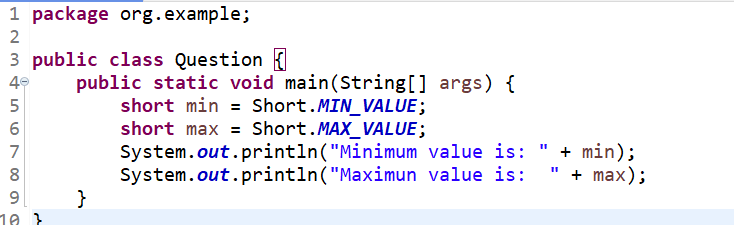 1 package org.example;
2
3 public class Question {
4 public static void main(String[] args) {
5 short min = Short.MIN_VALUE;
6 short max = Short.MAX_VALUE;
7 System.out.println("Minimum value is: " + min);
8 System.out.println("Maximun value is:  " + max);
9 }
10 }